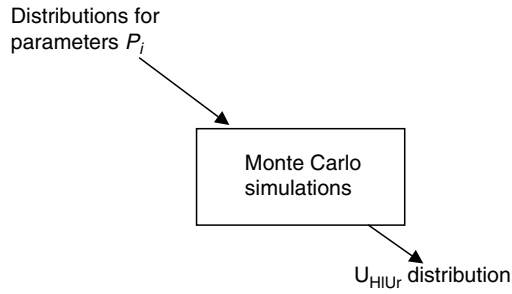 Distributions for
parameters P_i
Monte Carlo
simulations
U_HIUr distribution